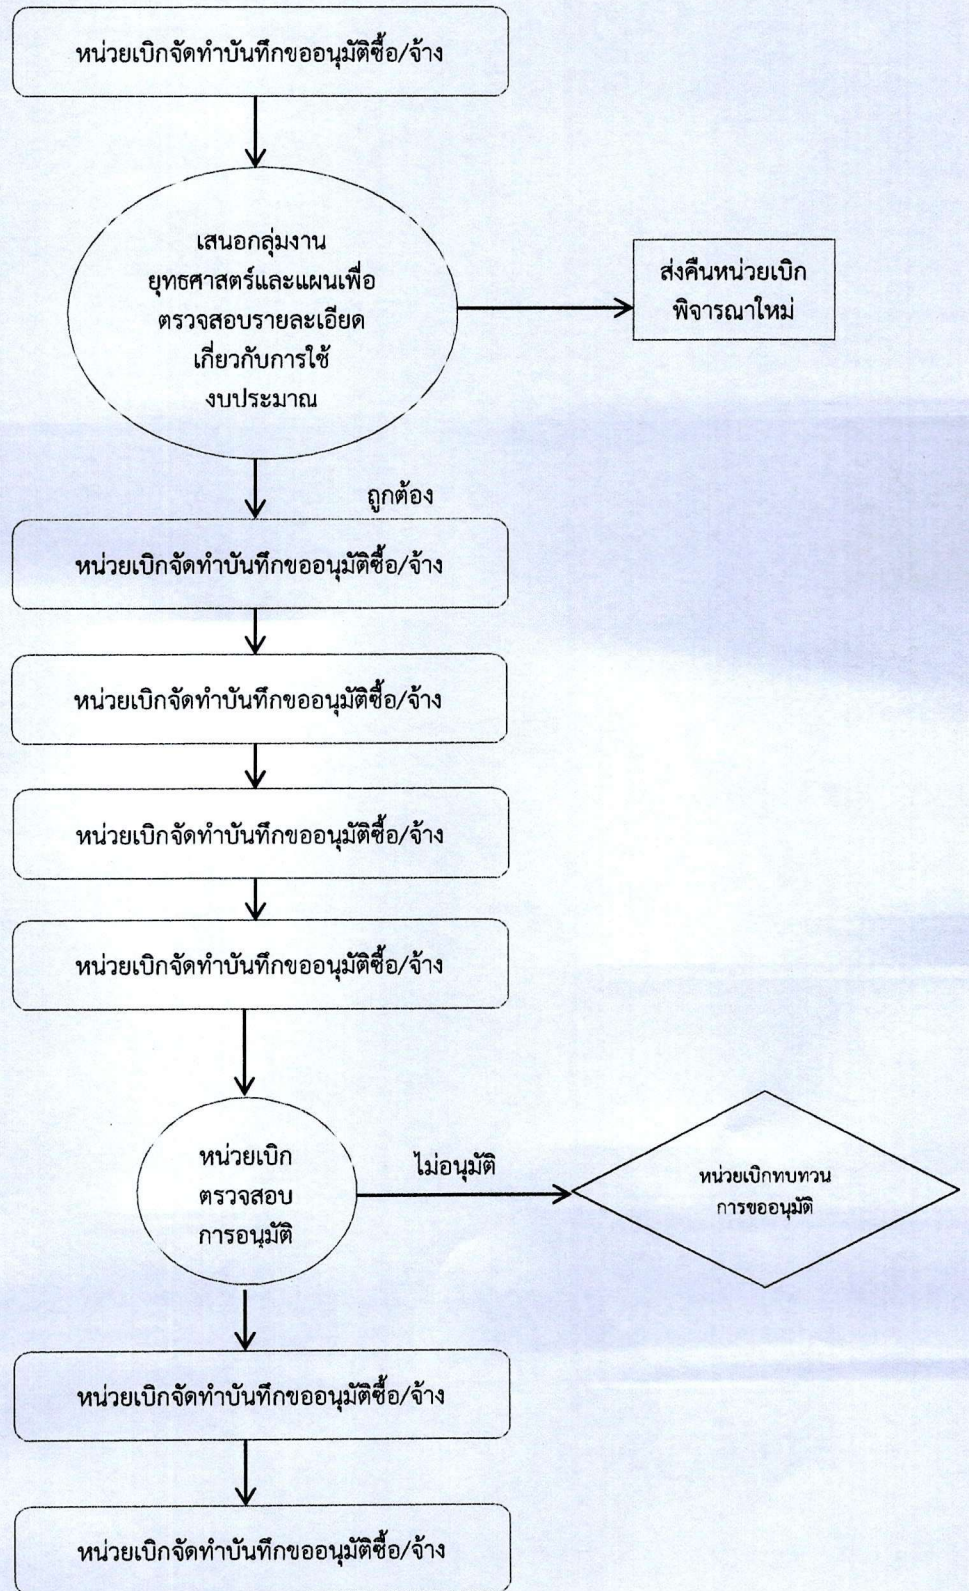 หน่วยเบิกจัดทำบันทึกขออนุมัติซื้อ/จ้าง
เสนอกลุ่มงาน
ยุทธศาสตร์และแผนเพื่อ
ตรวจสอบรายละเอียด
เกี่ยวกับการใช้
งบประมาณ
ส่งคืนหน่วยเบิก
พิจารณาใหม่
ถูกต้อง
หน่วยเบิกจัดทำบันทึกขออนุมัติซื้อ/จ้าง
หน่วยเบิกจัดทำบันทึกขออนุมัติซื้อ/จ้าง
หน่วยเบิกจัดทำบันทึกขออนุมัติซื้อ/จ้าง
หน่วยเบิกจัดทำบันทึกขออนุมัติซื้อ/จ้าง
หน่วยเบิก
ตรวจสอบ
การอนุมัติ
ไม่อนุมัติ
หน่วยเบิกทบทวน
การขออนุมัติ
หน่วยเบิกจัดทำบันทึกขออนุมัติซื้อ/จ้าง
หน่วยเบิกจัดทำบันทึกขออนุมัติซื้อ/จ้าง